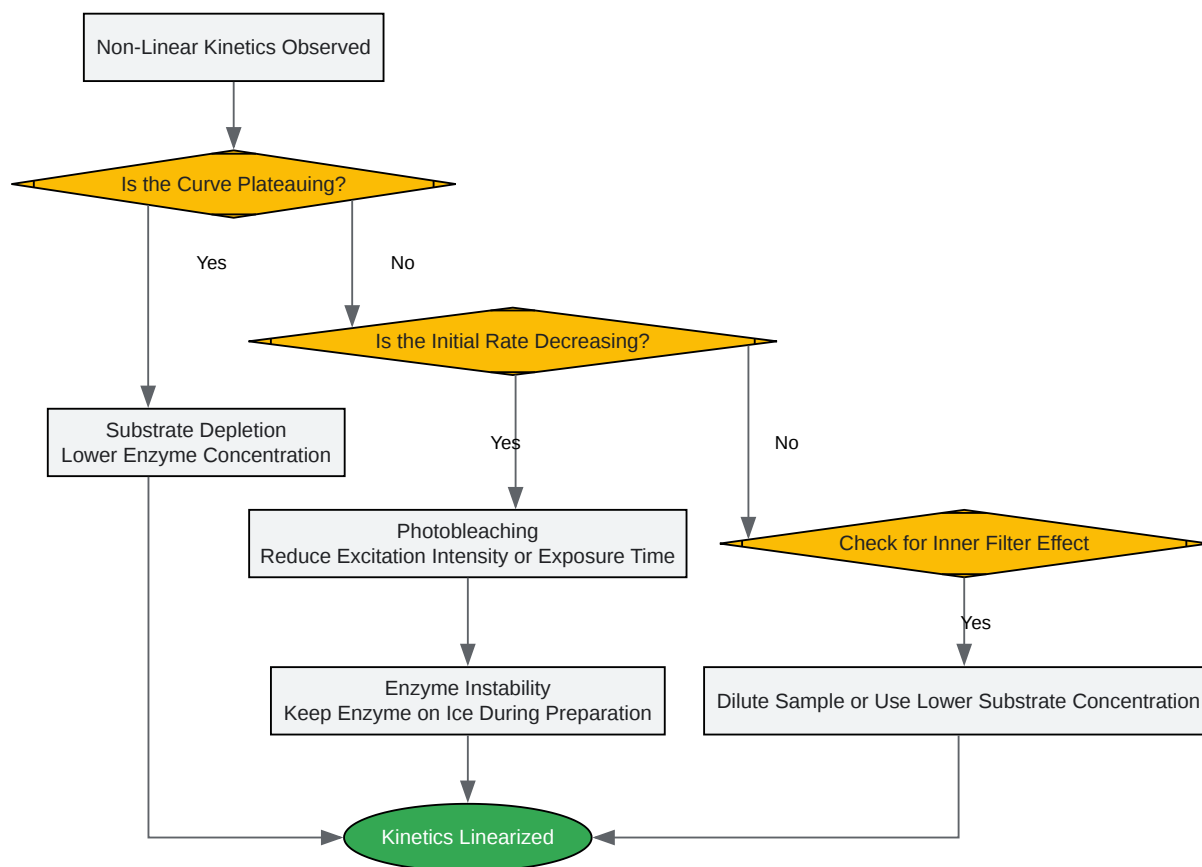 Non-Linear Kinetics Observed
Is the Curve Plateauing?
Yes
No
Is the Initial Rate Decreasing?
Substrate Depletion
Lower Enzyme Concentration
Yes
No
Photobleaching
Reduce Excitation Intensity or Exposure Time
Check for Inner Filter Effect
Yes
Enzyme Instability
Keep Enzyme on Ice During Preparation
Dilute Sample or Use Lower Substrate Concentration
Kinetics Linearized